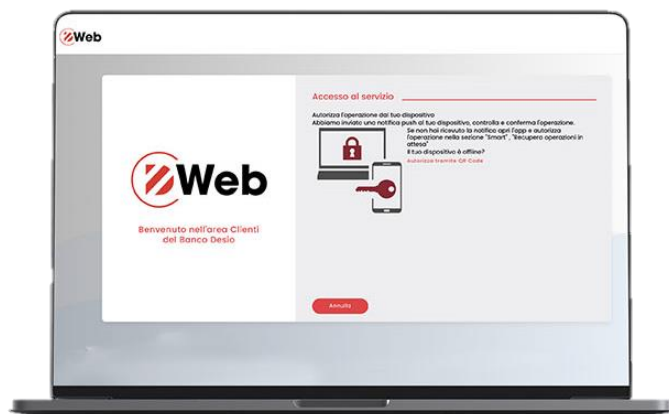 Web
Web
Benvenuto nell'area Clienti
del Banco Desio
Accesso al servizio
Autorizza l'operazione dal tuo dispositivo
Abbiamo inviato una notifica push al tuo dispositivo, controlla e conferma l'operazione.
Se non hai ricevuto la notifica apri l'app e autorizza
l'operazione nella sezione "Smart" , "Recupero operazioni in
attesa"
Il tuo dispositivo è offline?
Autorizza tramite QR Code
Annulla